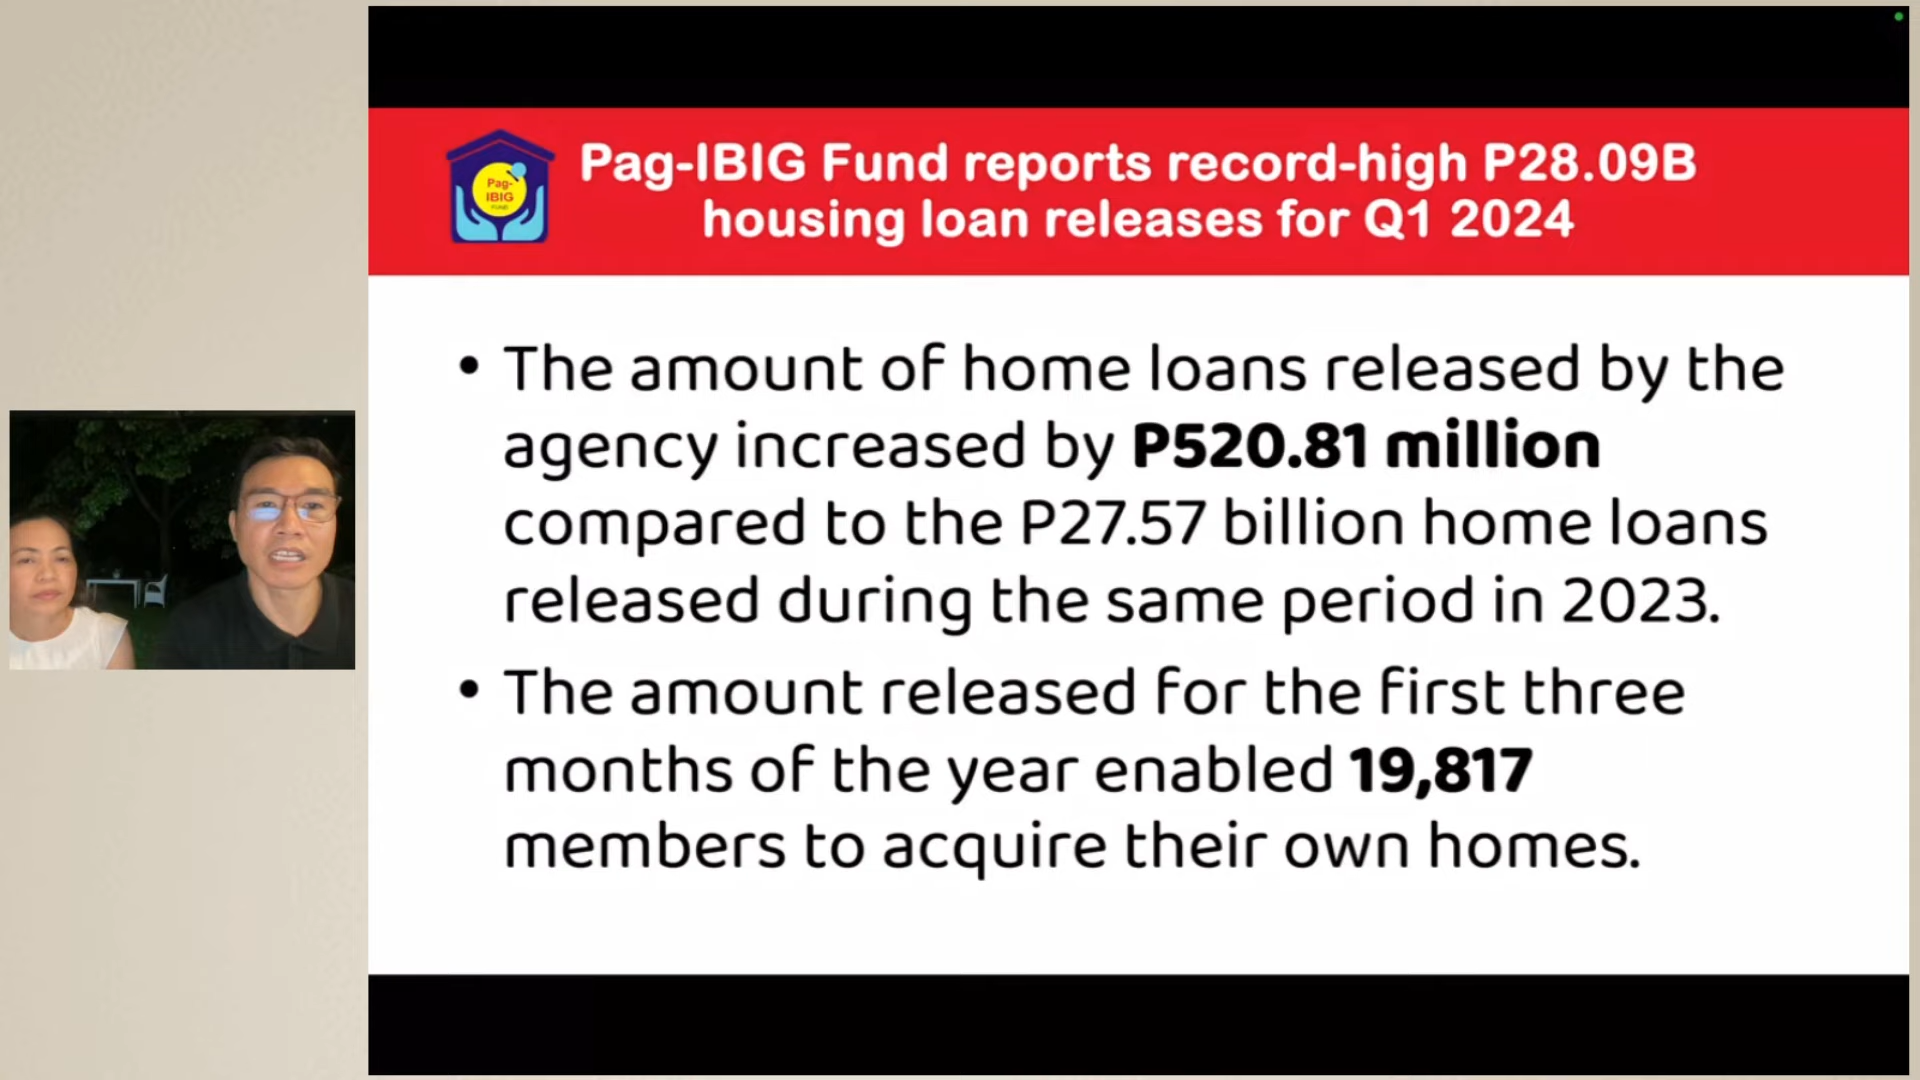 Pag-IBIG Fund reports record-high P28.09B
housing loan releases for Q1 2024
Pag-
IBIG
FUND
• The amount of home loans released by the
agency increased by P520.81 million
compared to the P27.57 billion home loans
released during the same period in 2023.
• The amount released for the first three
months of the year enabled 19,817
members to acquire their own homes.